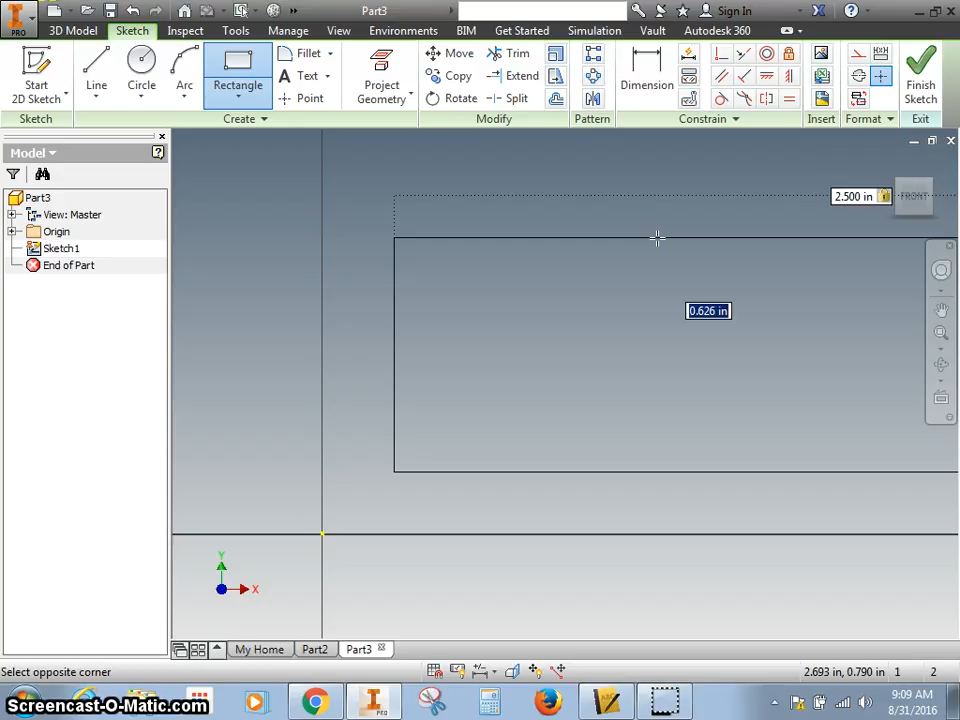 Part3
Sign In
PRO
3D Model
Sketch
Inspect
Tools
Manage
View
Environments
BIM
Get Started
Simulation
Vault
Autodesk 360
Start
2D Sketch
Line
Circle
Arc
Rectangle
Fillet
Text
Point
Project
Geometry
Move
Copy
Rotate
Trim
Extend
Split
Dimension
Finish
Sketch
Sketch
Create
Modify
Pattern
Constrain
Insert
Format
Exit
Model
Part3
View: Master
Origin
Sketch1
End of Part
2.500 in
FRONT
0.626 in
Y
X
My Home
Part2
Part3
Select opposite corner
2.693 in, 0.790 in
1
2
ABC
9:09 AM
8/31/2016
Screencast-O-Matic.com